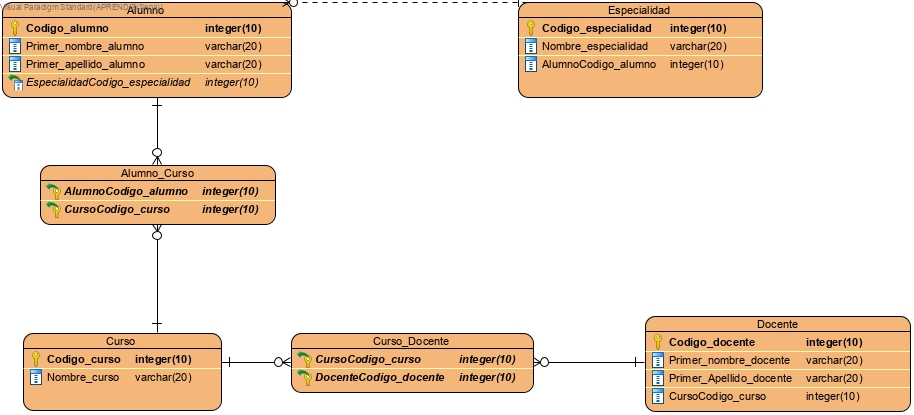 Visual Paradigm Standard(APRENDIZ(Sena))
Alumno
Codigo_alumno integer(10)
Primer_nombre_alumno varchar(20)
Primer_apellido_alumno varchar(20)
EspecialidadCodigo_especialidad integer(10)
Especialidad
Codigo_especialidad integer(10)
Nombre_especialidad varchar(20)
AlumnoCodigo_alumno integer(10)
Alumno_Curso
AlumnoCodigo_alumno integer(10)
CursoCodigo_curso integer(10)
Curso
Codigo_curso integer(10)
Nombre_curso varchar(20)
Curso_Docente
CursoCodigo_curso integer(10)
DocenteCodigo_docente integer(10)
Docente
Codigo_docente integer(10)
Primer_nombre_docente varchar(20)
Primer_Apellido_docente varchar(20)
CursoCodigo_curso integer(10)